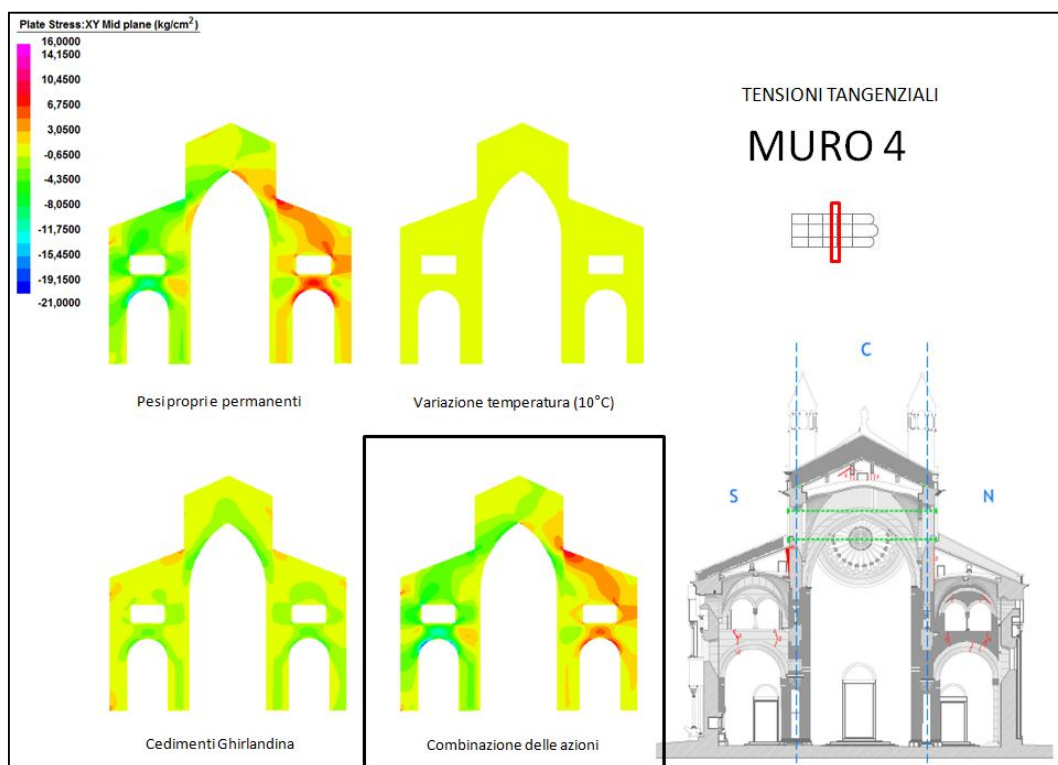 Plate Stress:XY Mid plane (kg/cm²)
16,0000
14,1500
10,4500
6,7500
3,0500
-0,6500
-4,3500
-8,0500
-11,7500
-15,4500
-19,1500
-21,0000
TENSIONI TANGENZIALI
MURO 4
Pesi propri e permanenti
Variazione temperatura (10°C)
C
S
N
Cedimenti Ghirlandina
Combinazione delle azioni